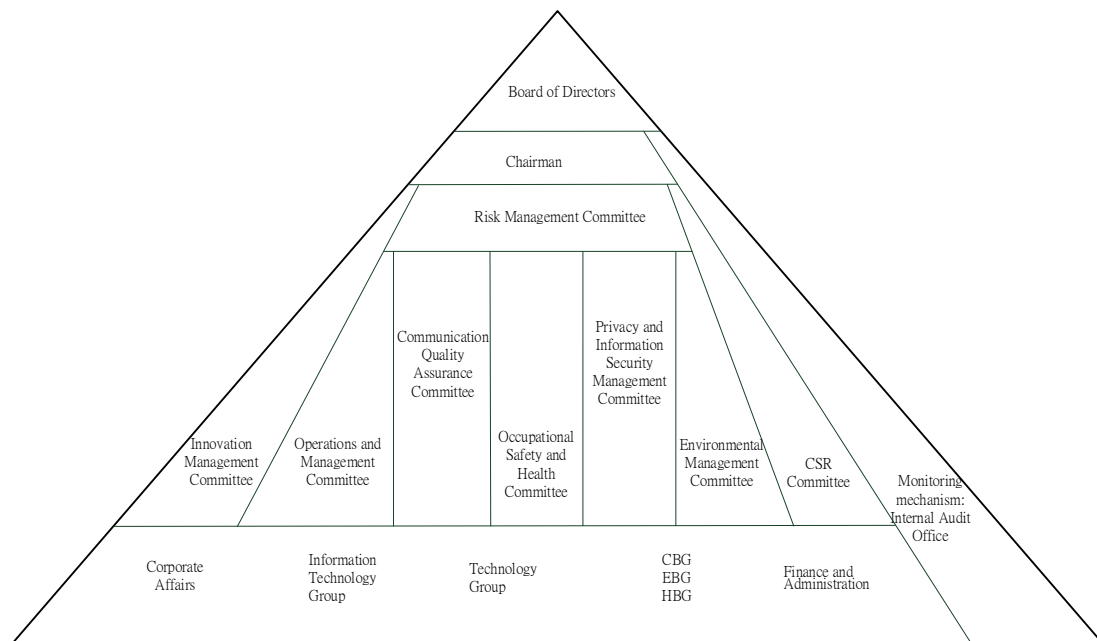 Board of Directors
Chairman
Risk Management Committee
Communication
Quality
Assurance
Committee
Privacy and
Information
Security
Management
Committee
Innovation
Management
Committee
Operations and
Management
Committee
Occupational
Safety and
Health
Committee
Environmental
Management
Committee
CSR
Committee
Monitoring
mechanism:
Internal Audit
Office
Corporate
Affairs
Information
Technology
Group
Technology
Group
CBG
EBG
HBG
Finance and
Administration